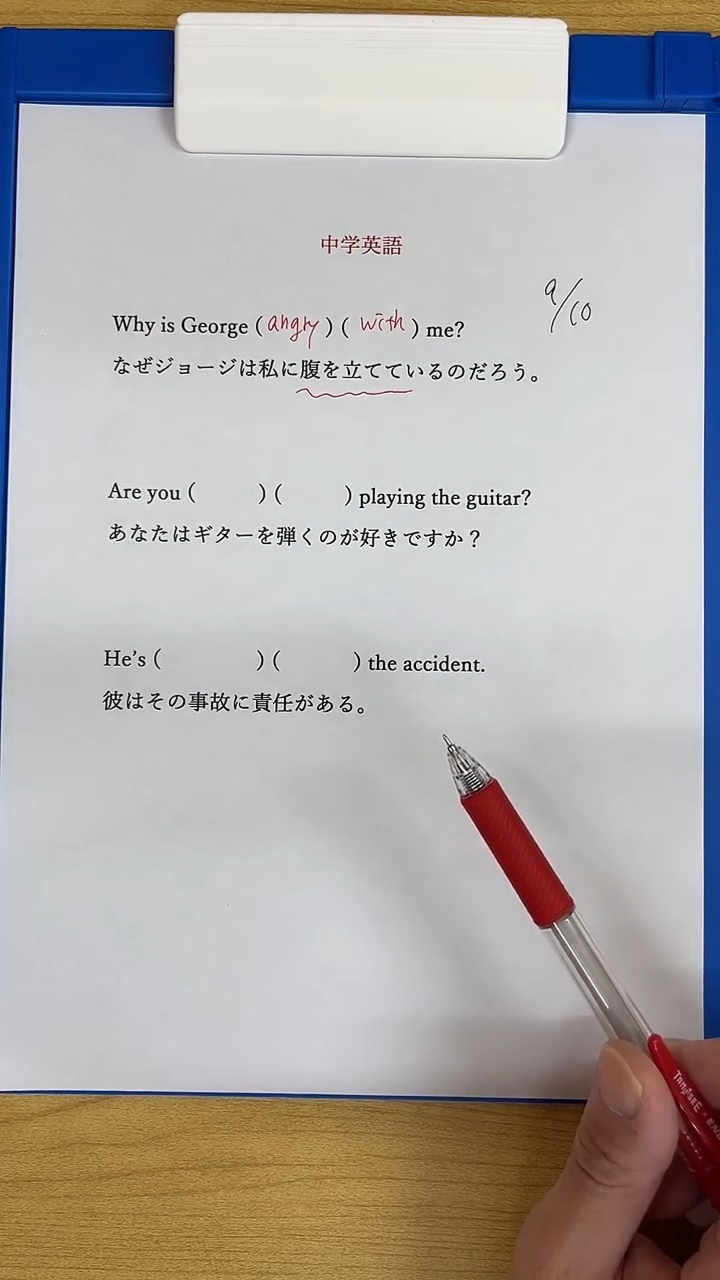 中学英語
9/10
Why is George ( angry ) ( with ) me?
なぜジョージは私に腹を立てているのだろう。
Are you (　　　) (　　　) playing the guitar?
あなたはギターを弾くのが好きですか？
He's (　　　　) (　　　) the accident.
彼はその事故に責任がある。